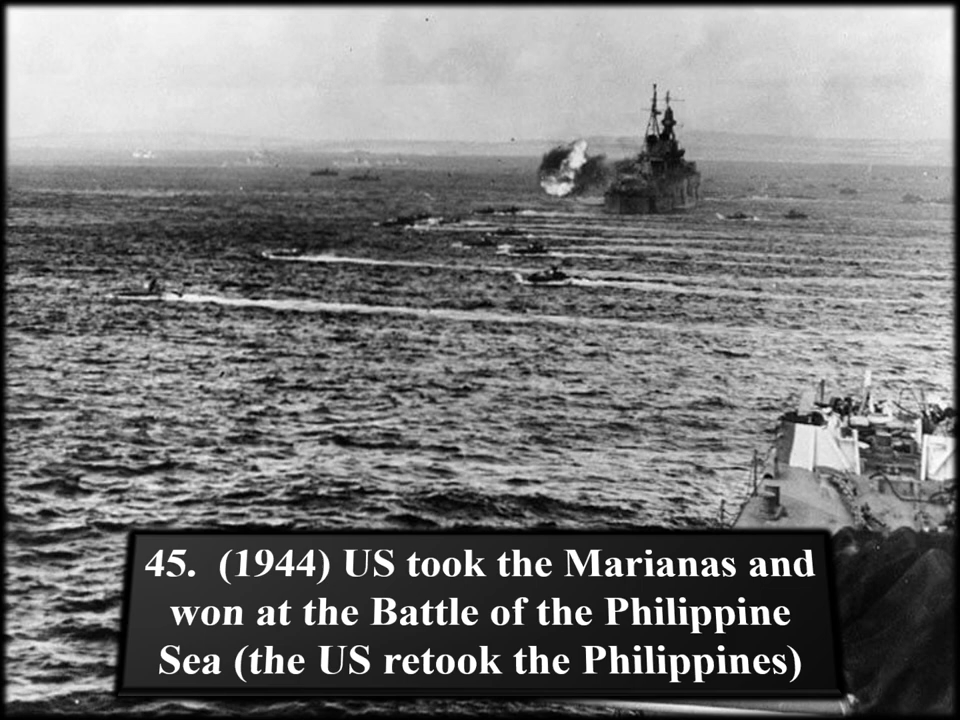 45.  (1944) US took the Marianas and
won at the Battle of the Philippine
Sea (the US retook the Philippines)